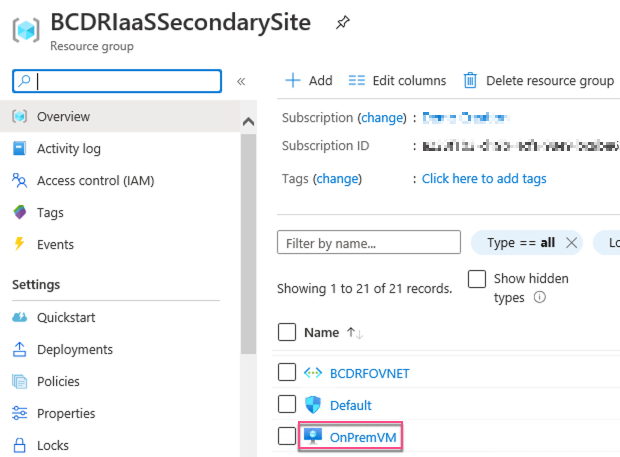 BCDRIaaSSecondarySite
Resource group
Add
Edit columns
Delete resource group
Overview
Activity log
Access control (IAM)
Tags
Events
Settings
Quickstart
Deployments
Policies
Properties
Locks
Subscription (change) :
Subscription ID :
Tags (change) : Click here to add tags
Filter by name...
Type == all
Lo
Showing 1 to 21 of 21 records.
Show hidden
types
Name
BCDRFOVNET
Default
OnPremVM